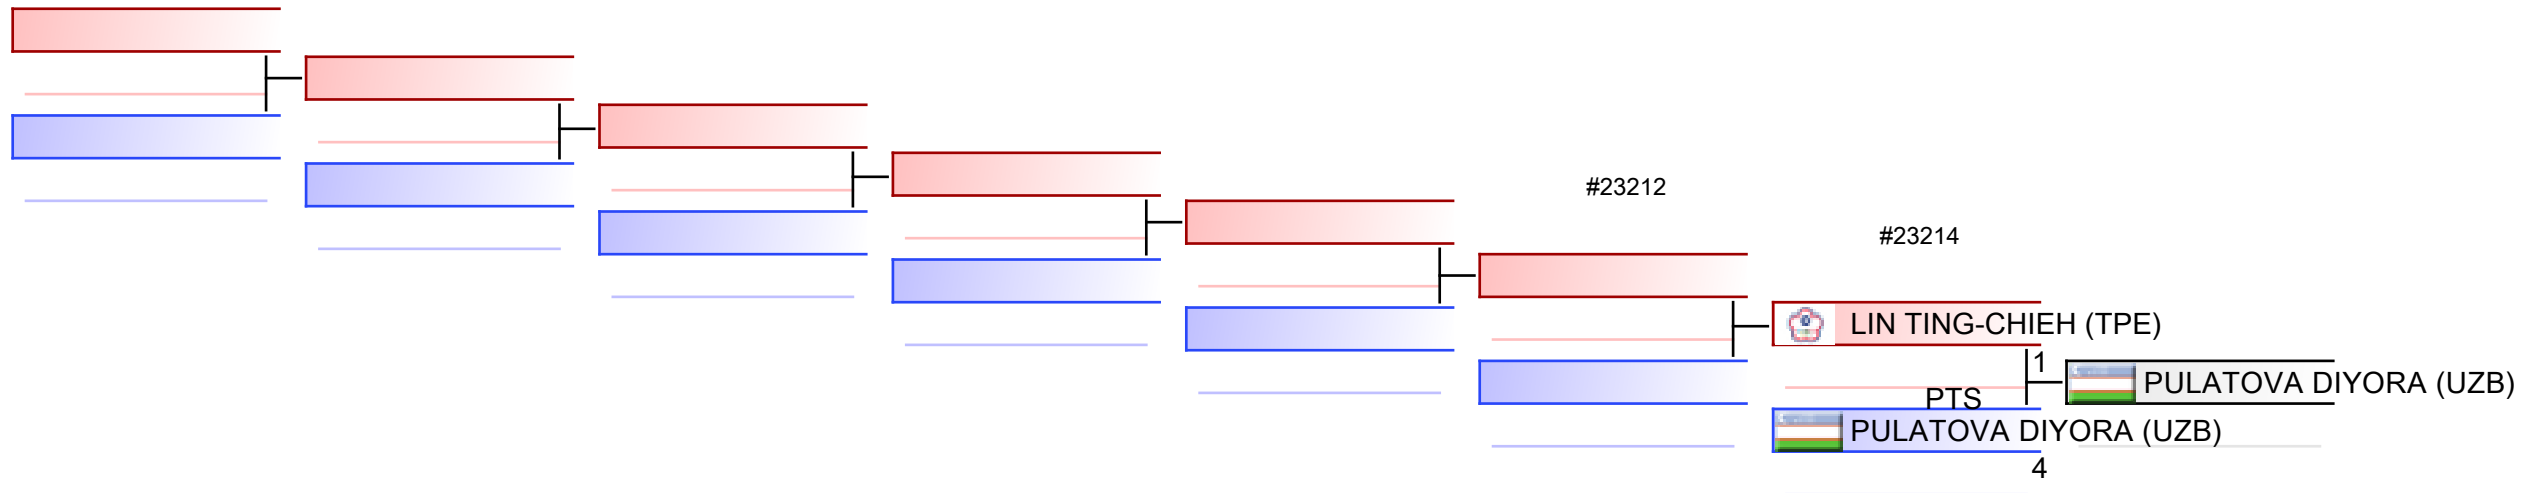 #23212
#23214
LIN TING-CHIEH (TPE)
1
PULATOVA DIYORA (UZB)
PTS
PULATOVA DIYORA (UZB)
4